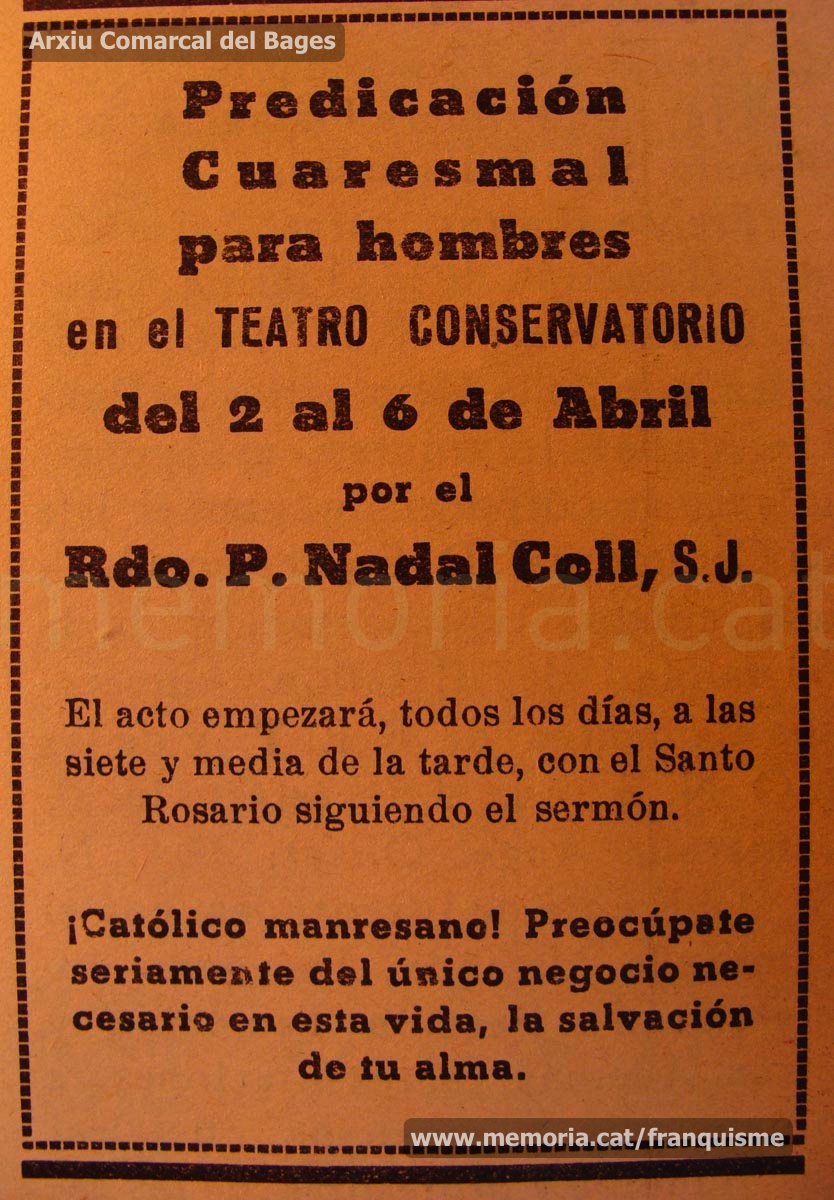 Arxiu Comarcal del Bages
Predicación
Cuaresmal
para hombres
en el TEATRO CONSERVATORIO
del 2 al 6 de Abril
por el
Rdo. P. Nadal Coll, S.J.
memoria.cat
El acto empezará, todos los días, a las
siete y media de la tarde, con el Santo
Rosario siguiendo el sermón.
¡Católico manresano! Preocúpate
seriamente del único negocio ne-
cesario en esta vida, la salvación
de tu alma.
www.memoria.cat/franquisme